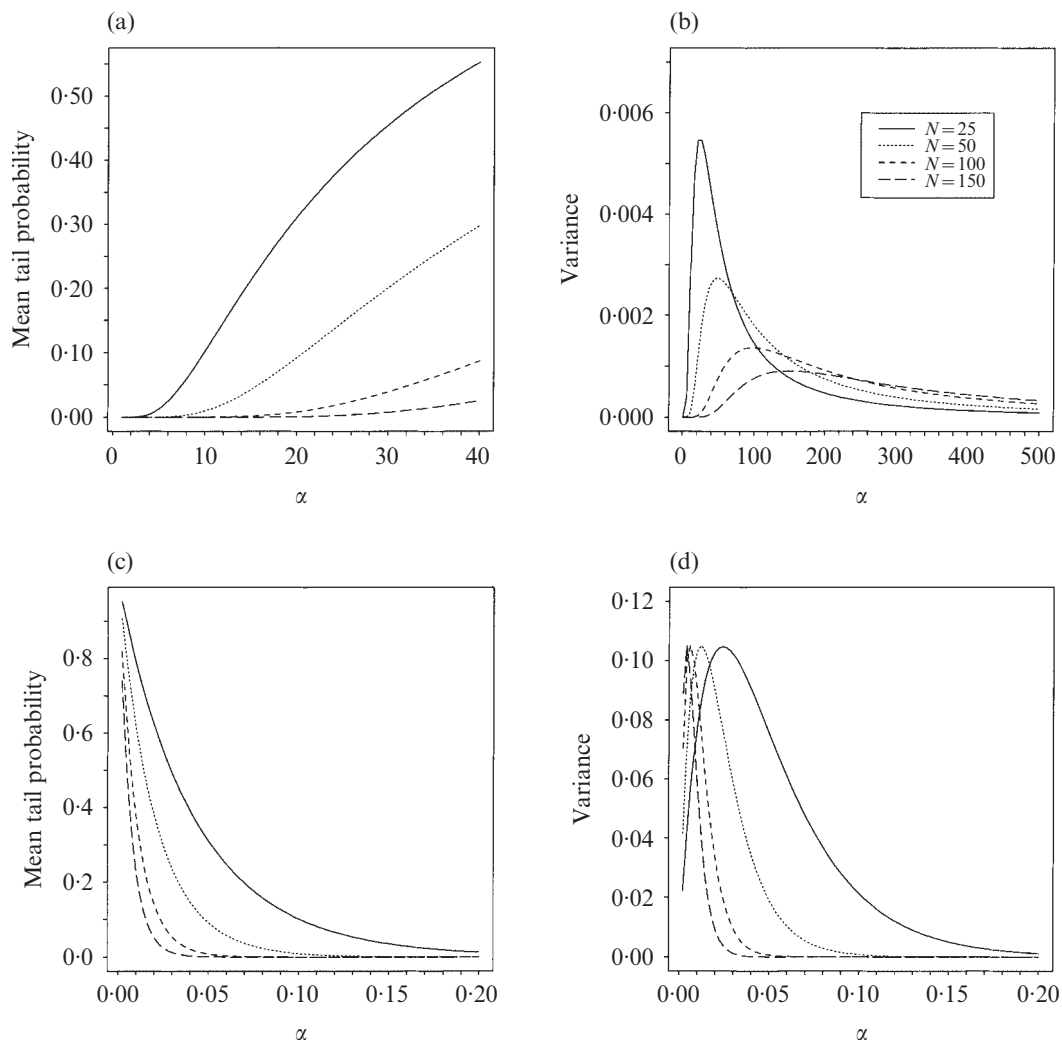 (a)
Mean tail probability
0·50
0·40
0·30
0·20
0·10
0·00
0 10 20 30 40
α
(b)
Variance
0·006
0·004
0·002
0·000
N=25
N=50
N=100
N=150
0 100 200 300 400 500
α
(c)
Mean tail probability
0·8
0·6
0·4
0·2
0·0
0·00 0·05 0·10 0·15 0·20
α
(d)
Variance
0·12
0·10
0·08
0·06
0·04
0·02
0·00
0·00 0·05 0·10 0·15 0·20
α